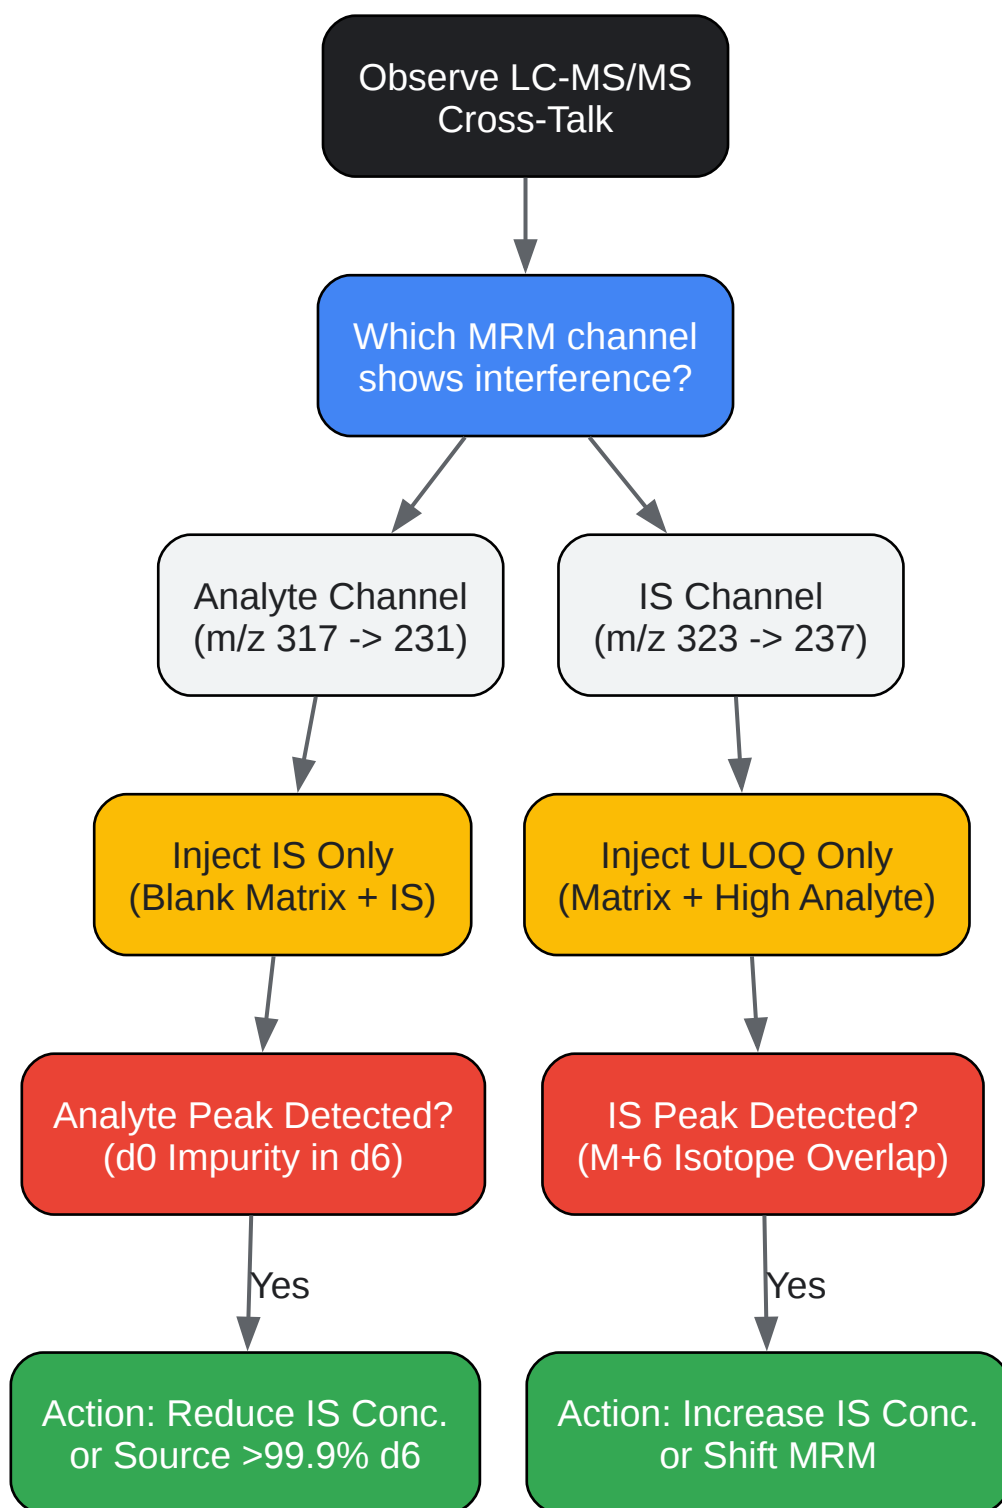 Observe LC-MS/MS
Cross-Talk
Which MRM channel
shows interference?
Analyte Channel
(m/z 317 -> 231)
IS Channel
(m/z 323 -> 237)
Inject IS Only
(Blank Matrix + IS)
Inject ULOQ Only
(Matrix + High Analyte)
Analyte Peak Detected?
(d0 Impurity in d6)
IS Peak Detected?
(M+6 Isotope Overlap)
Yes
Yes
Action: Reduce IS Conc.
or Source >99.9% d6
Action: Increase IS Conc.
or Shift MRM